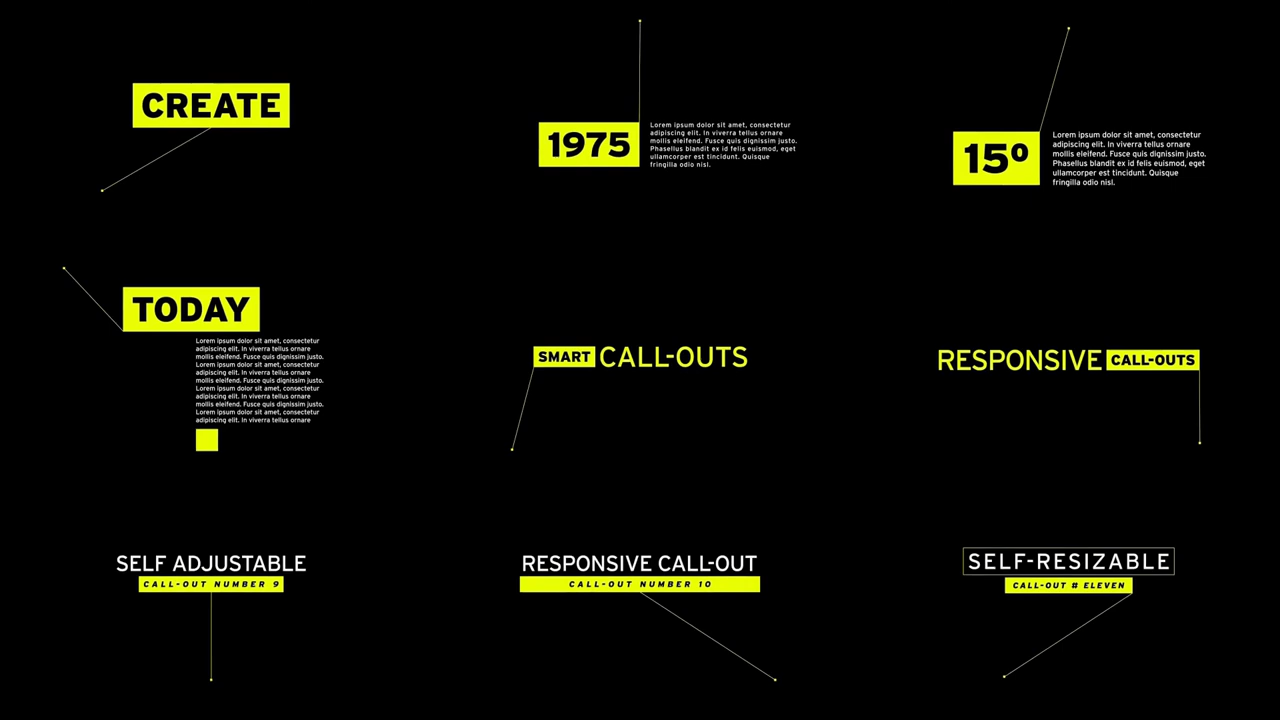 CREATE
1975
Lorem ipsum dolor sit amet, consectetur
adipiscing elit. In viverra tellus ornare
mollis eleifend. Fusce quis dignissim justo.
Phasellus blandit ex id felis euismod, eget
ullamcorper est tincidunt. Quisque
fringilla odio nisl.
15º
Lorem ipsum dolor sit amet, consectetur
adipiscing elit. In viverra tellus ornare
mollis eleifend. Fusce quis dignissim justo.
Phasellus blandit ex id felis euismod, eget
ullamcorper est tincidunt. Quisque
fringilla odio nisl.
TODAY
Lorem ipsum dolor sit amet, consectetur
adipiscing elit. In viverra tellus ornare
mollis eleifend. Fusce quis dignissim justo.
Lorem ipsum dolor sit amet, consectetur
adipiscing elit. In viverra tellus ornare
mollis eleifend. Fusce quis dignissim justo.
Lorem ipsum dolor sit amet, consectetur
adipiscing elit. In viverra tellus ornare
mollis eleifend. Fusce quis dignissim justo.
Lorem ipsum dolor sit amet, consectetur
adipiscing elit. In viverra tellus ornare
SMART CALL-OUTS
RESPONSIVE CALL-OUTS
SELF ADJUSTABLE
CALL-OUT NUMBER 9
RESPONSIVE CALL-OUT
CALL-OUT NUMBER 10
SELF-RESIZABLE
CALL-OUT # ELEVEN